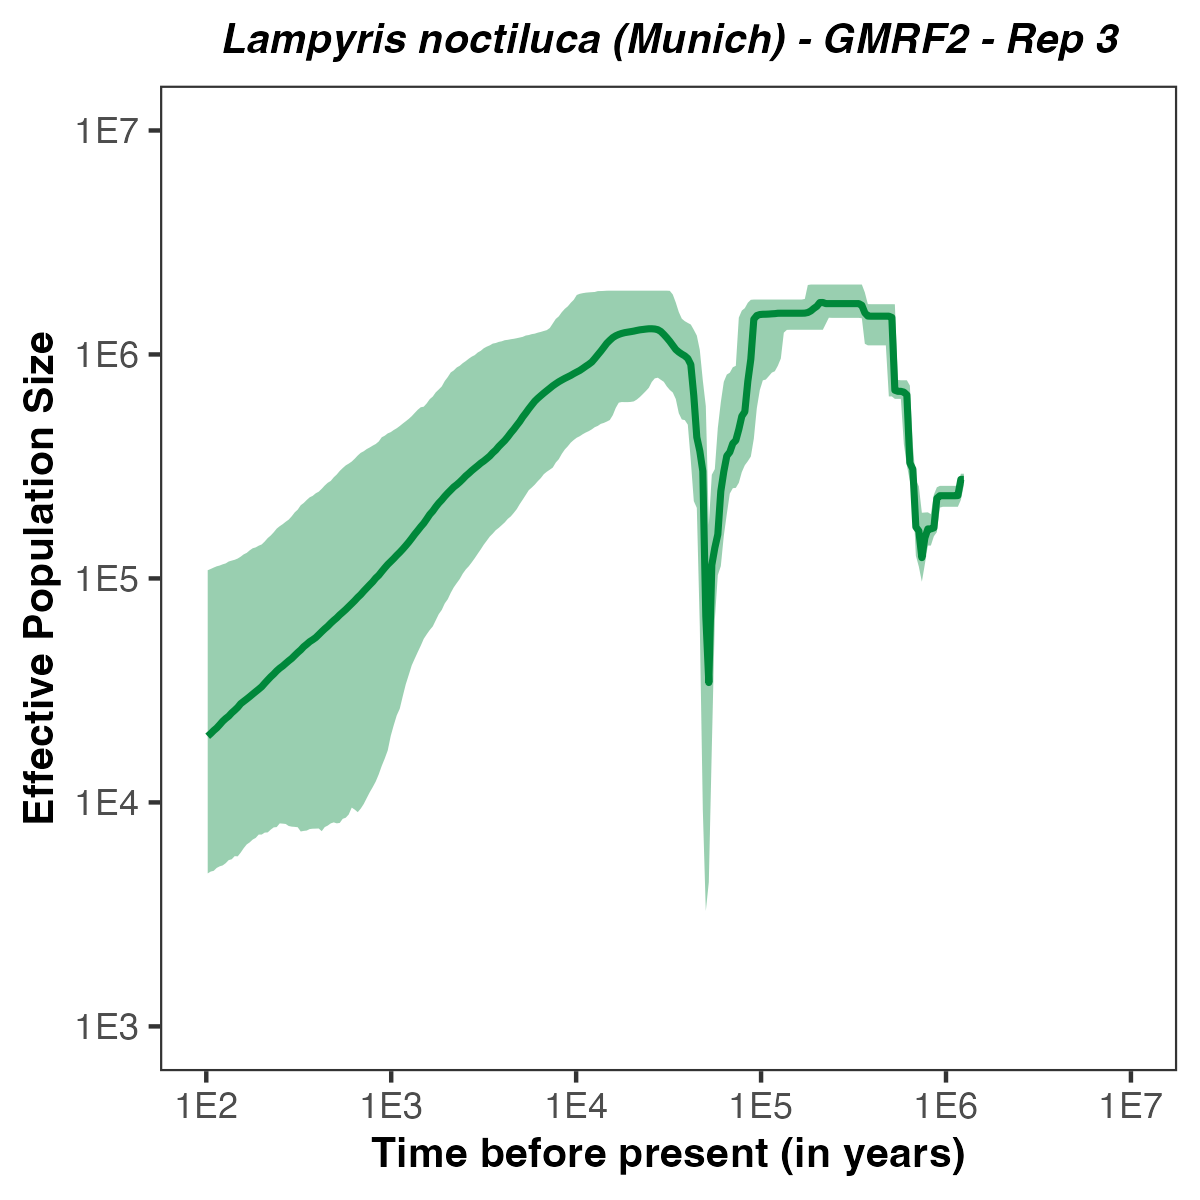 Lampyris noctiluca (Munich) - GMRF2 - Rep 3
Effective Population Size
1E7
1E6
1E5
1E4
1E3
1E2 1E3 1E4 1E5 1E6 1E7
Time before present (in years)